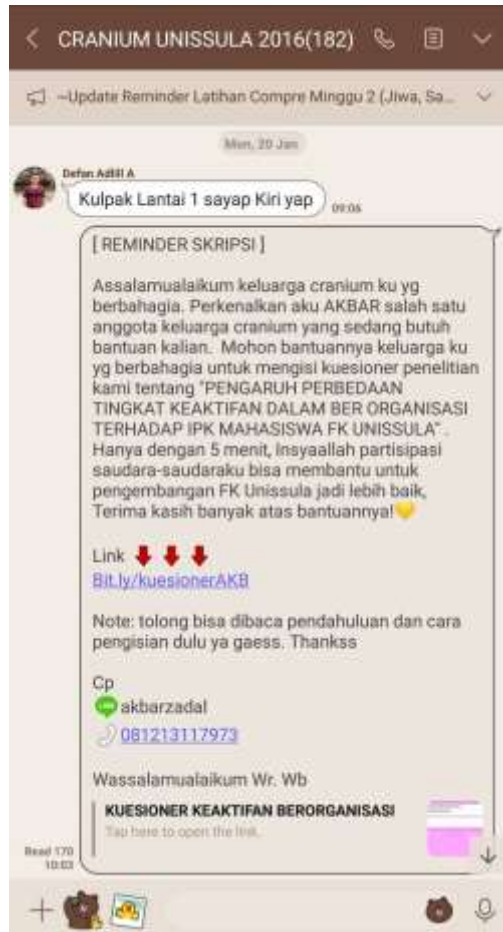 CRANIUM UNISSULA 2016(182)
~Update Reminder Latihan Compre Minggu 2 (Jiwa, Sa...
Mon, 20 Jan
Defan Adlil A
Kulpak Lantai 1 sayap Kiri yap
09:06
[ REMINDER SKRIPSI ]
Assalamualaikum keluarga cranium ku yg
berbahagia. Perkenalkan aku AKBAR salah satu
anggota keluarga cranium yang sedang butuh
bantuan kalian. Mohon bantuannya keluarga ku
yg berbahagia untuk mengisi kuesioner penelitian
kami tentang "PENGARUH PERBEDAAN
TINGKAT KEAKTIFAN DALAM BER ORGANISASI
TERHADAP IPK MAHASISWA FK UNISSULA" .
Hanya dengan 5 menit, Insyaallah partisipasi
saudara-saudaraku bisa membantu untuk
pengembangan FK Unissula jadi lebih baik,
Terima kasih banyak atas bantuannya!💛
Link
Bit.ly/kuesionerAKB
Note: tolong bisa dibaca pendahuluan dan cara
pengisian dulu ya gaess. Thankss
Cp
akbarzadal
081213117973
Wassalamualaikum Wr. Wb
KUESIONER KEAKTIFAN BERORGANISASI
Tap here to open the link.
Read 170
10:03